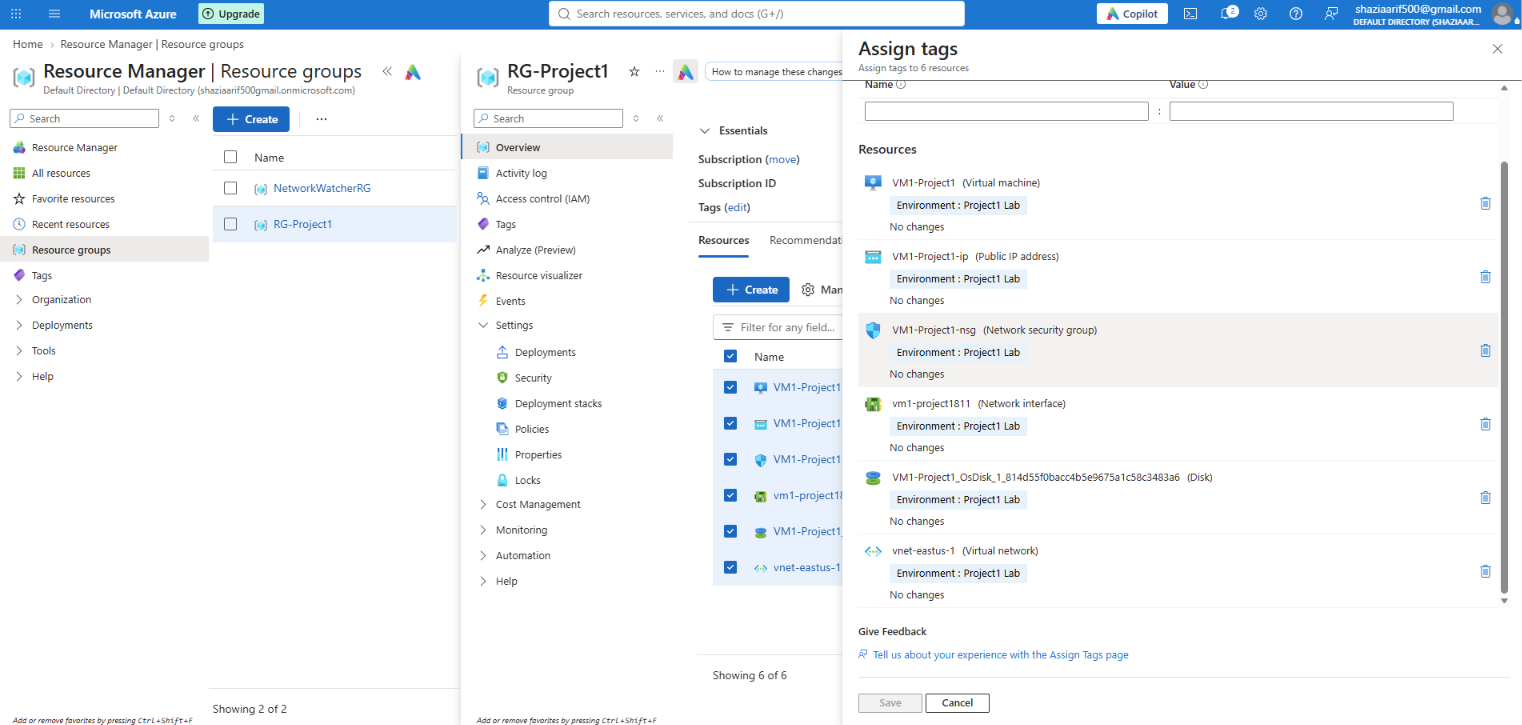 Microsoft Azure
Upgrade
Search resources, services, and docs (G+/)
Copilot
2
shaziaarif500@gmail.com
DEFAULT DIRECTORY (SHAZIAAR...
Home > Resource Manager | Resource groups
Resource Manager | Resource groups
Default Directory | Default Directory (shaziaarif500gmail.onmicrosoft.com)
Search
Resource Manager
All resources
Favorite resources
Recent resources
Resource groups
Tags
Organization
Deployments
Tools
Help
Add or remove favorites by pressing Ctrl+Shift+F
Create
...
Name
NetworkWatcherRG
RG-Project1
Showing 2 of 2
RG-Project1
...
Resource group
How to manage these changes
Search
Overview
Activity log
Access control (IAM)
Tags
Analyze (Preview)
Resource visualizer
Events
Settings
Deployments
Security
Deployment stacks
Policies
Properties
Locks
Cost Management
Monitoring
Automation
Help
Add or remove favorites by pressing Ctrl+Shift+F
Essentials
Subscription (move)
Subscription ID
Tags (edit)
Resources Recommendati
Create Man
Filter for any field...
Name
VM1-Project1
VM1-Project1
VM1-Project1
vm1-project18
VM1-Project1_
vnet-eastus-1
Showing 6 of 6
Assign tags
Assign tags to 6 resources
Name Value
:
Resources
VM1-Project1 (Virtual machine)
Environment : Project1 Lab
No changes
VM1-Project1-ip (Public IP address)
Environment : Project1 Lab
No changes
VM1-Project1-nsg (Network security group)
Environment : Project1 Lab
No changes
vm1-project1811 (Network interface)
Environment : Project1 Lab
No changes
VM1-Project1_OsDisk_1_814d55f0bacc4b5e9675a1c58c3483a6 (Disk)
Environment : Project1 Lab
No changes
vnet-eastus-1 (Virtual network)
Environment : Project1 Lab
No changes
Give Feedback
Tell us about your experience with the Assign Tags page
Save Cancel